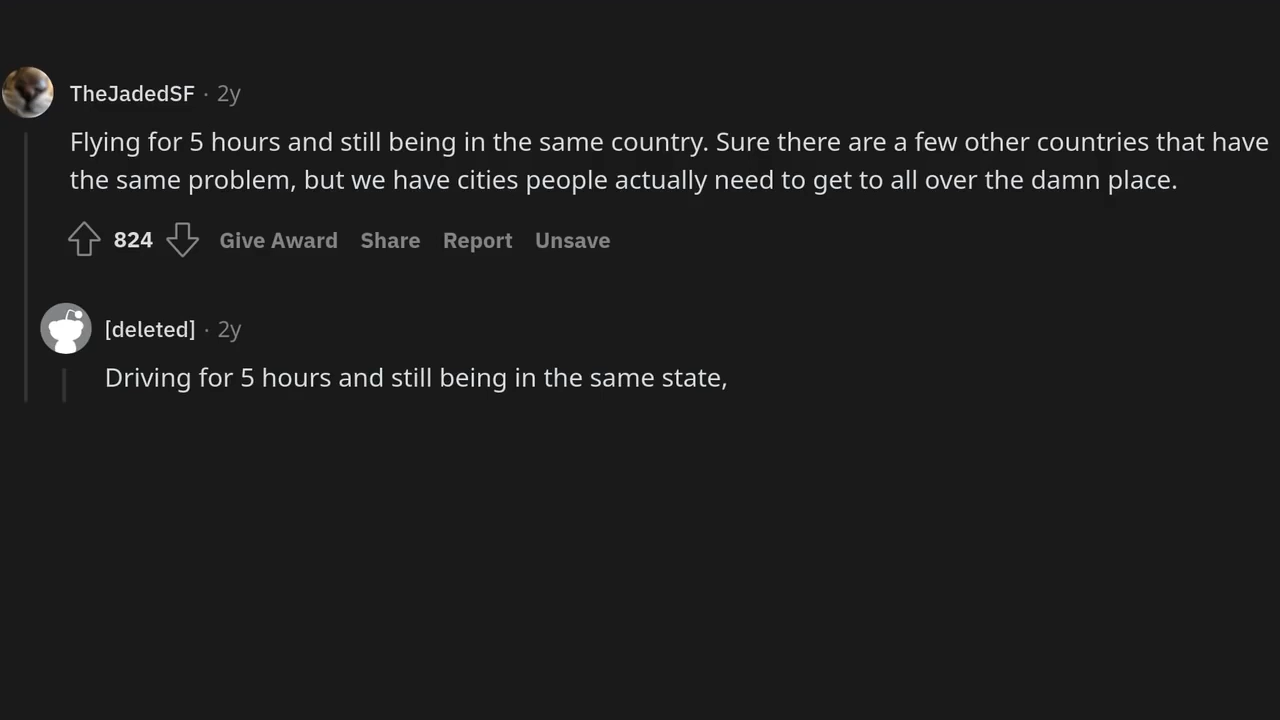 TheJadedSF · 2y
Flying for 5 hours and still being in the same country. Sure there are a few other countries that have
the same problem, but we have cities people actually need to get to all over the damn place.
824 Give Award Share Report Unsave
[deleted] · 2y
Driving for 5 hours and still being in the same state,